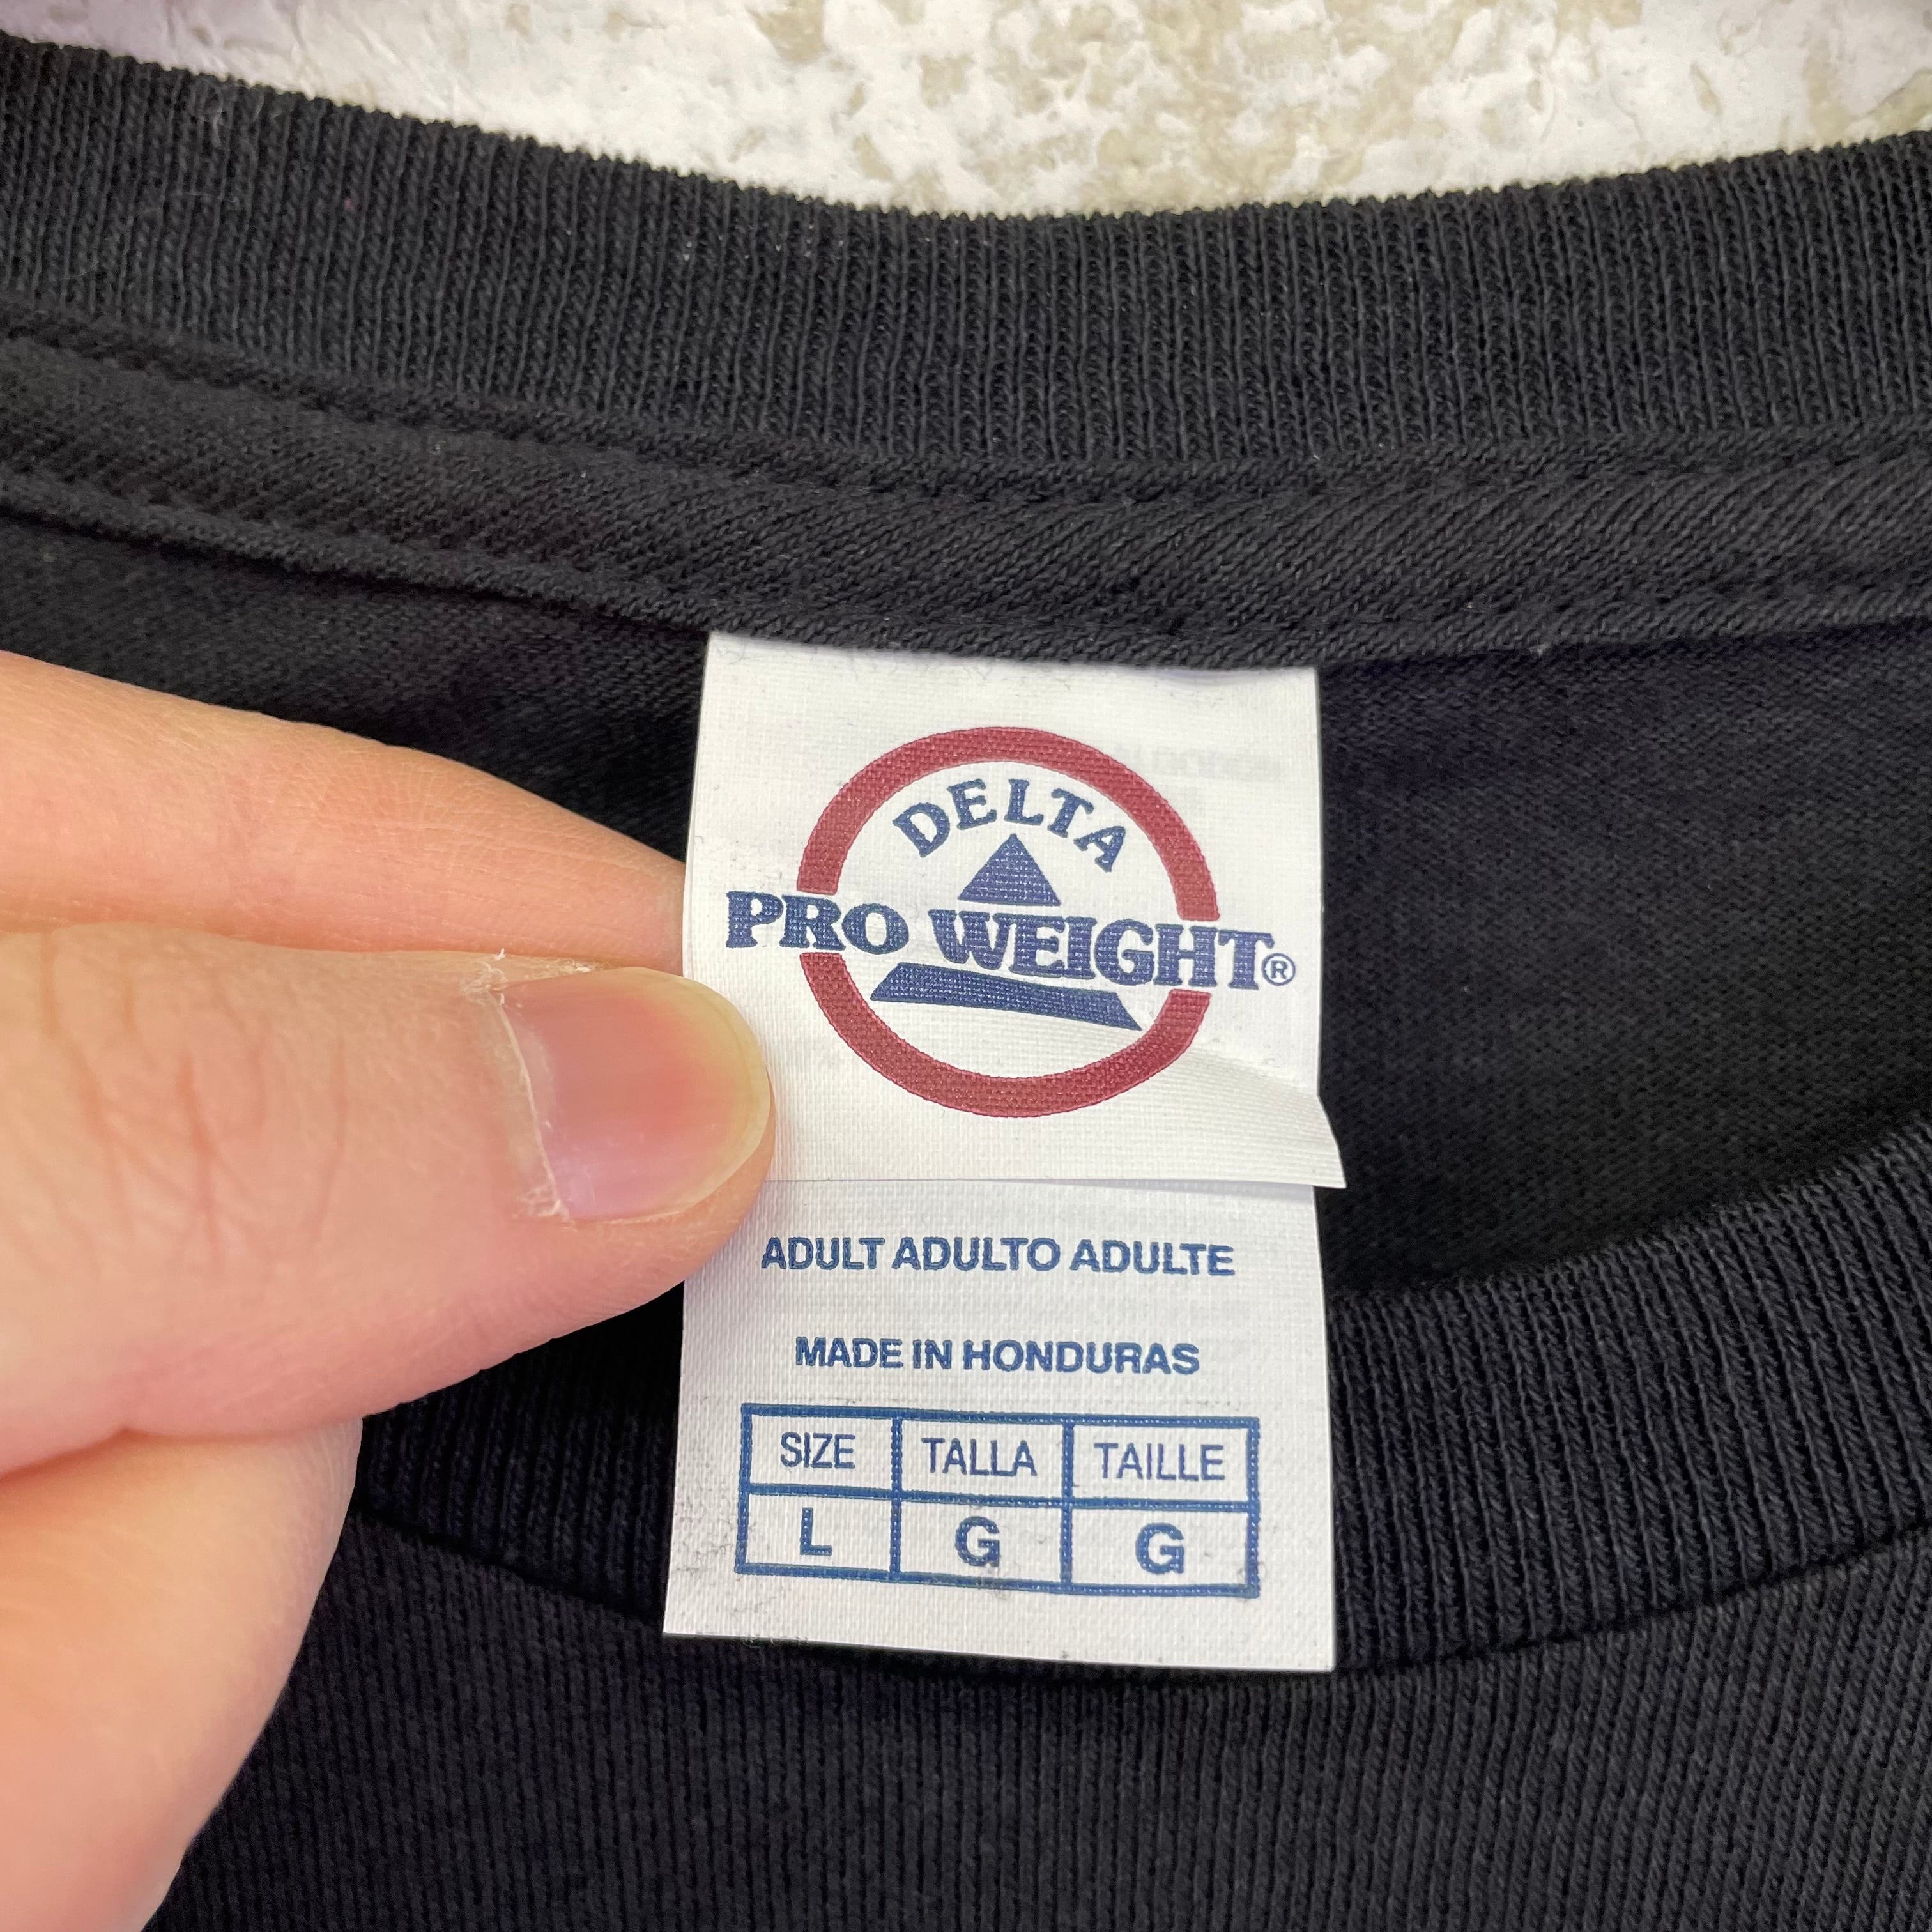 DELTA
PRO WEIGHT®
ADULT ADULTO ADULTE
MADE IN HONDURAS
SIZE TALLA TAILLE
L G G